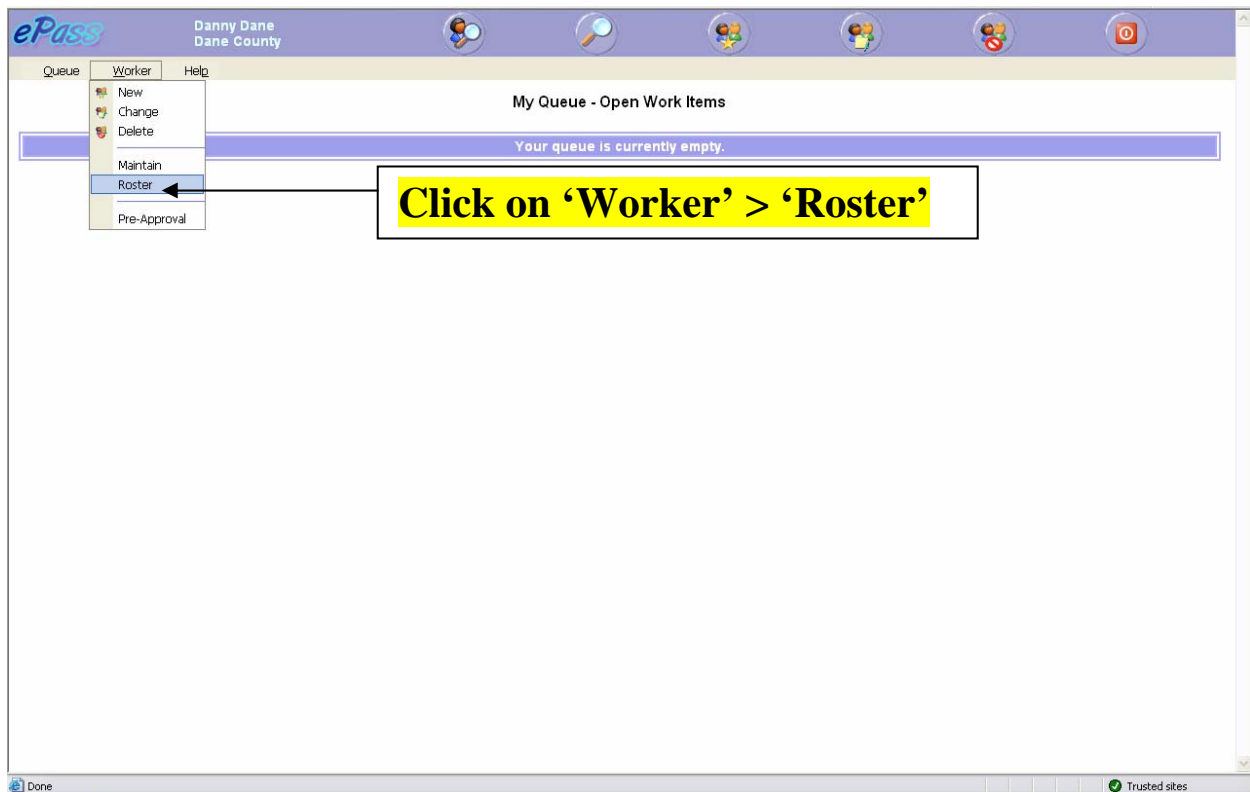 ePass
Danny Dane
Dane County
Queue Worker Help
New
Change
Delete
Maintain
Roster
Pre-Approval
My Queue - Open Work Items
Your queue is currently empty.
Click on ‘Worker’ > ‘Roster’
Done
Trusted sites